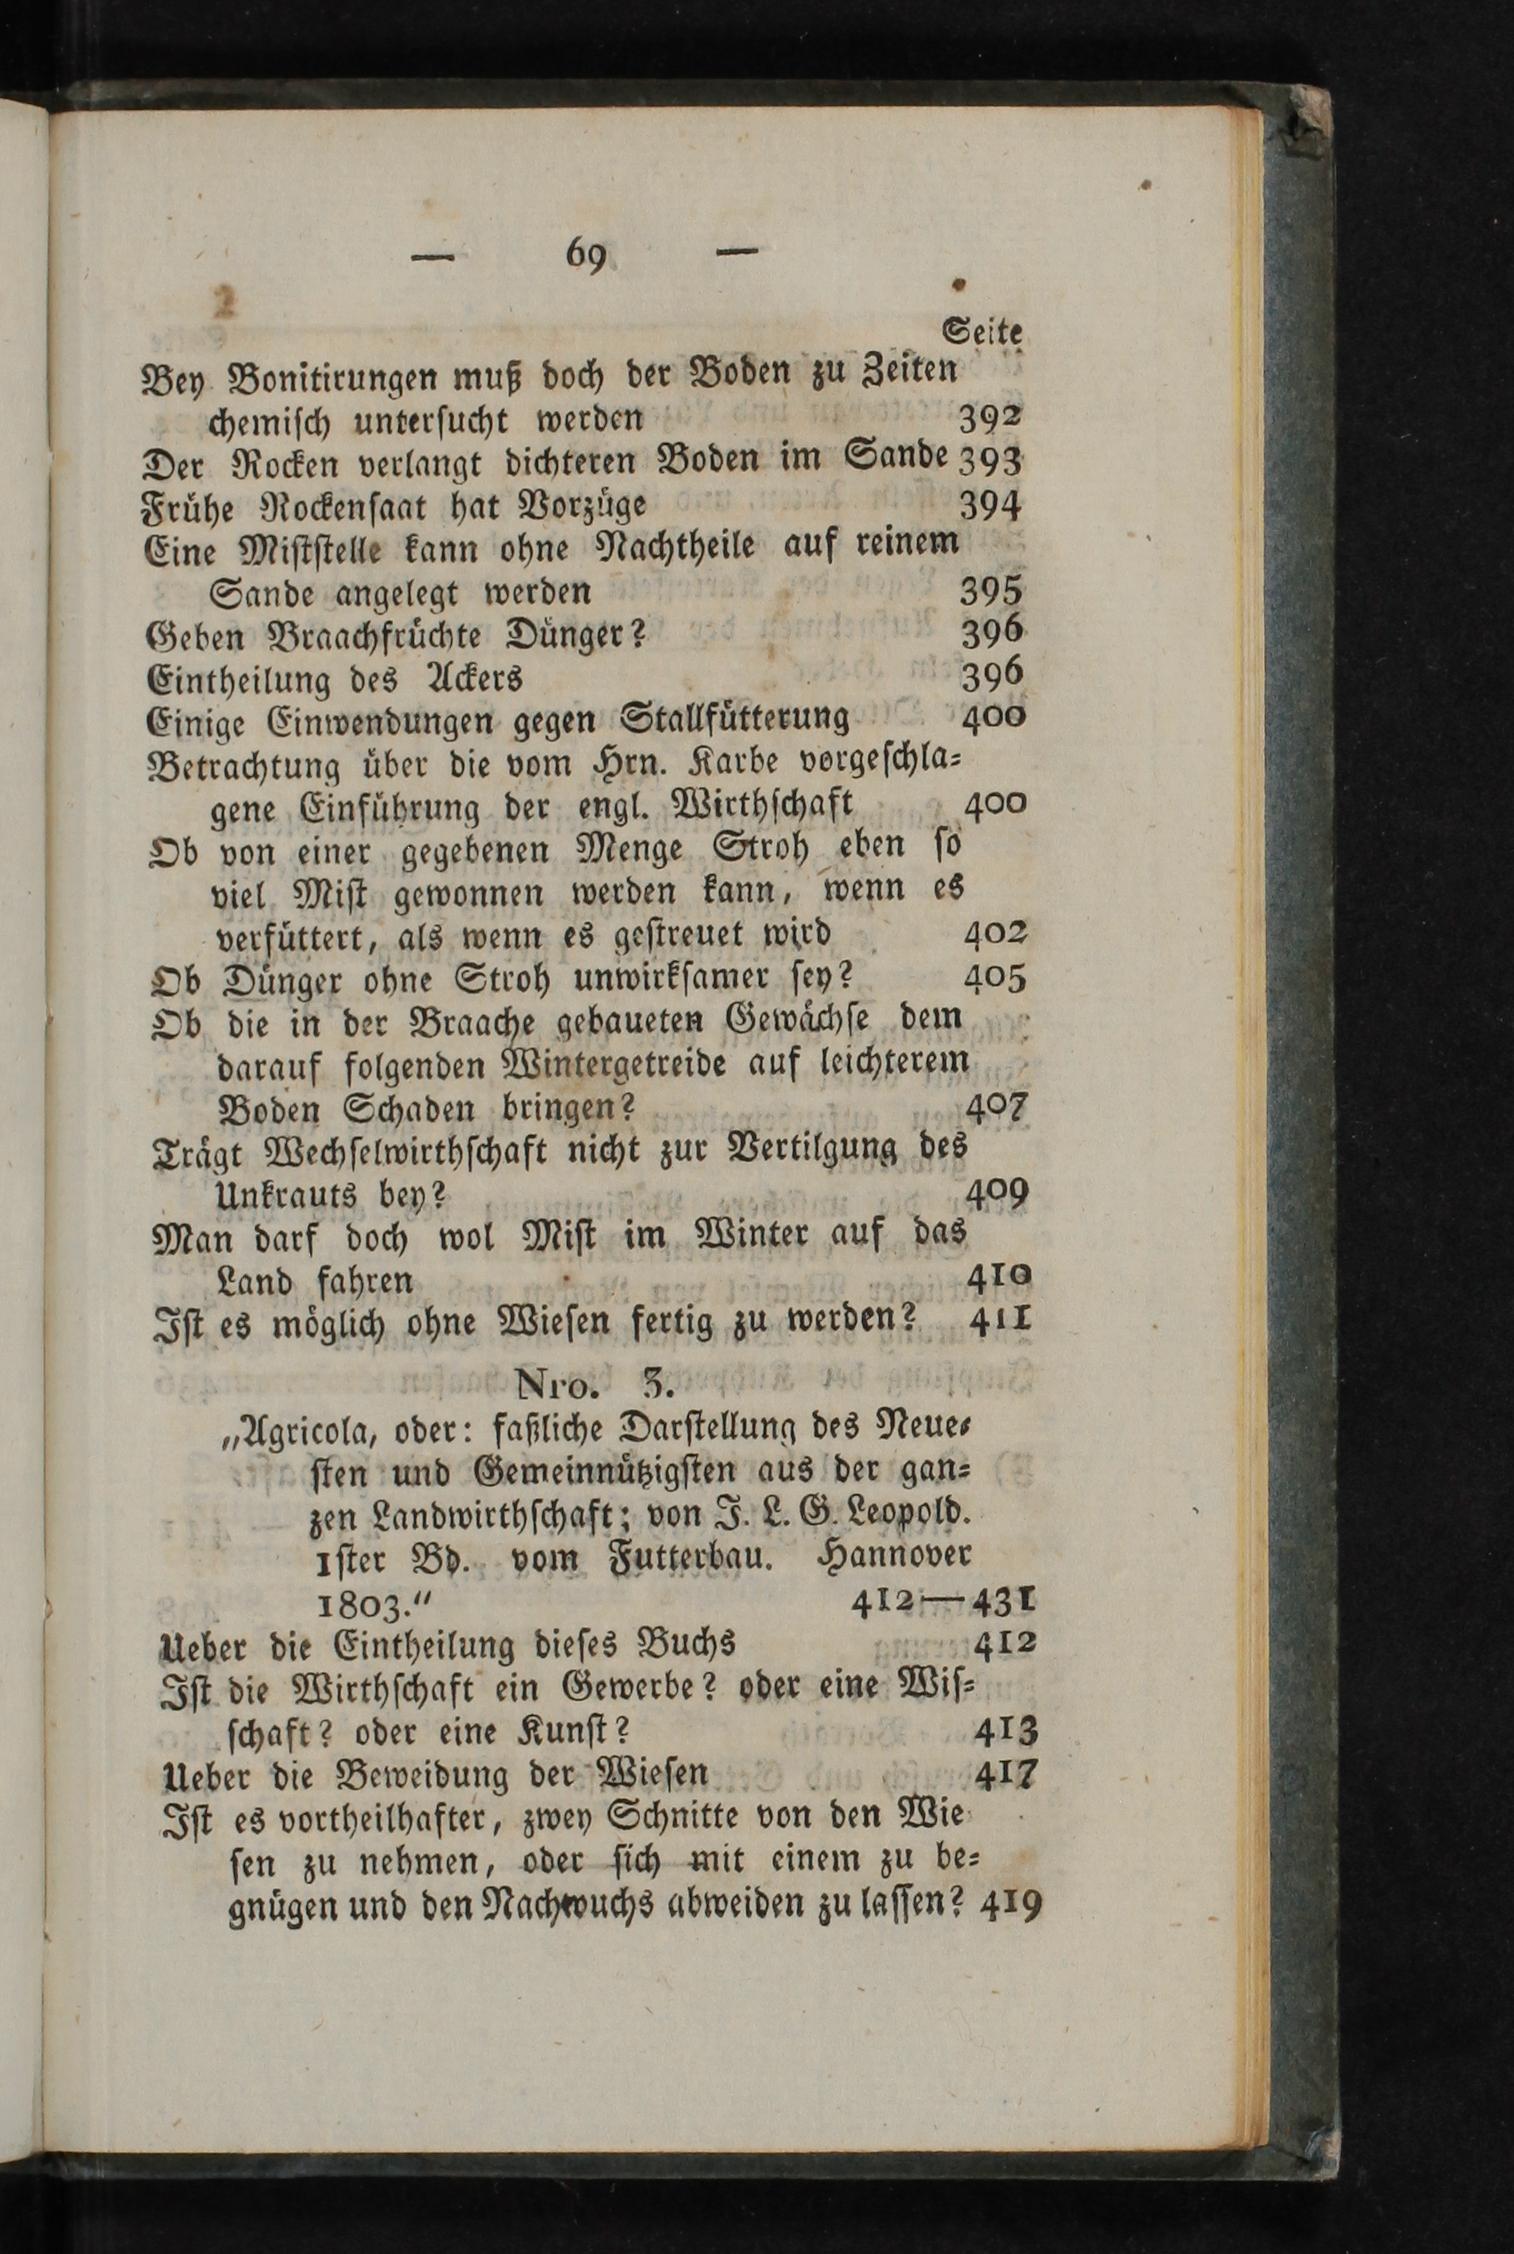 — 69 —
Seite
Bey Bonitirungen muß doch der Boden zu Zeiten
chemiſch unterſucht werden 392
Der Rocken verlangt dichteren Boden im Sande 393
Frühe Rockenſaat hat Vorzüge 394
Eine Miſtſtelle kann ohne Nachtheile auf reinem
Sande angelegt werden 395
Geben Braachfrüchte Dünger? 396
Eintheilung des Ackers 396
Einige Einwendungen gegen Stallfütterung 400
Betrachtung über die vom Hrn. Karbe vorgeſchla-
gene Einführung der engl. Wirthſchaft 400
Ob von einer gegebenen Menge Stroh eben ſo
viel Miſt gewonnen werden kann, wenn es
verfüttert, als wenn es geſtreuet wird 402
Ob Dünger ohne Stroh unwirkſamer ſey? 405
Ob die in der Braache gebaueten Gewächſe dem
darauf folgenden Wintergetreide auf leichterem
Boden Schaden bringen? 407
Trägt Wechſelwirthſchaft nicht zur Vertilgung des
Unkrauts bey? 409
Man darf doch wol Miſt im Winter auf das
Land fahren 410
Iſt es möglich ohne Wieſen fertig zu werden? 411
Nro. 3.
„Agricola, oder: faßliche Darſtellung des Neue-
ſten und Gemeinnützigſten aus der gan-
zen Landwirthſchaft; von J. L. G. Leopold.
1ſter Bd. vom Futterbau. Hannover
1803.“ 412—431
Ueber die Eintheilung dieſes Buchs 412
Iſt die Wirthſchaft ein Gewerbe? oder eine Wiſ-
ſchaft? oder eine Kunſt? 413
Ueber die Beweidung der Wieſen 417
Iſt es vortheilhafter, zwey Schnitte von den Wie
ſen zu nehmen, oder ſich mit einem zu be-
gnügen und den Nachwuchs abweiden zu laſſen? 419